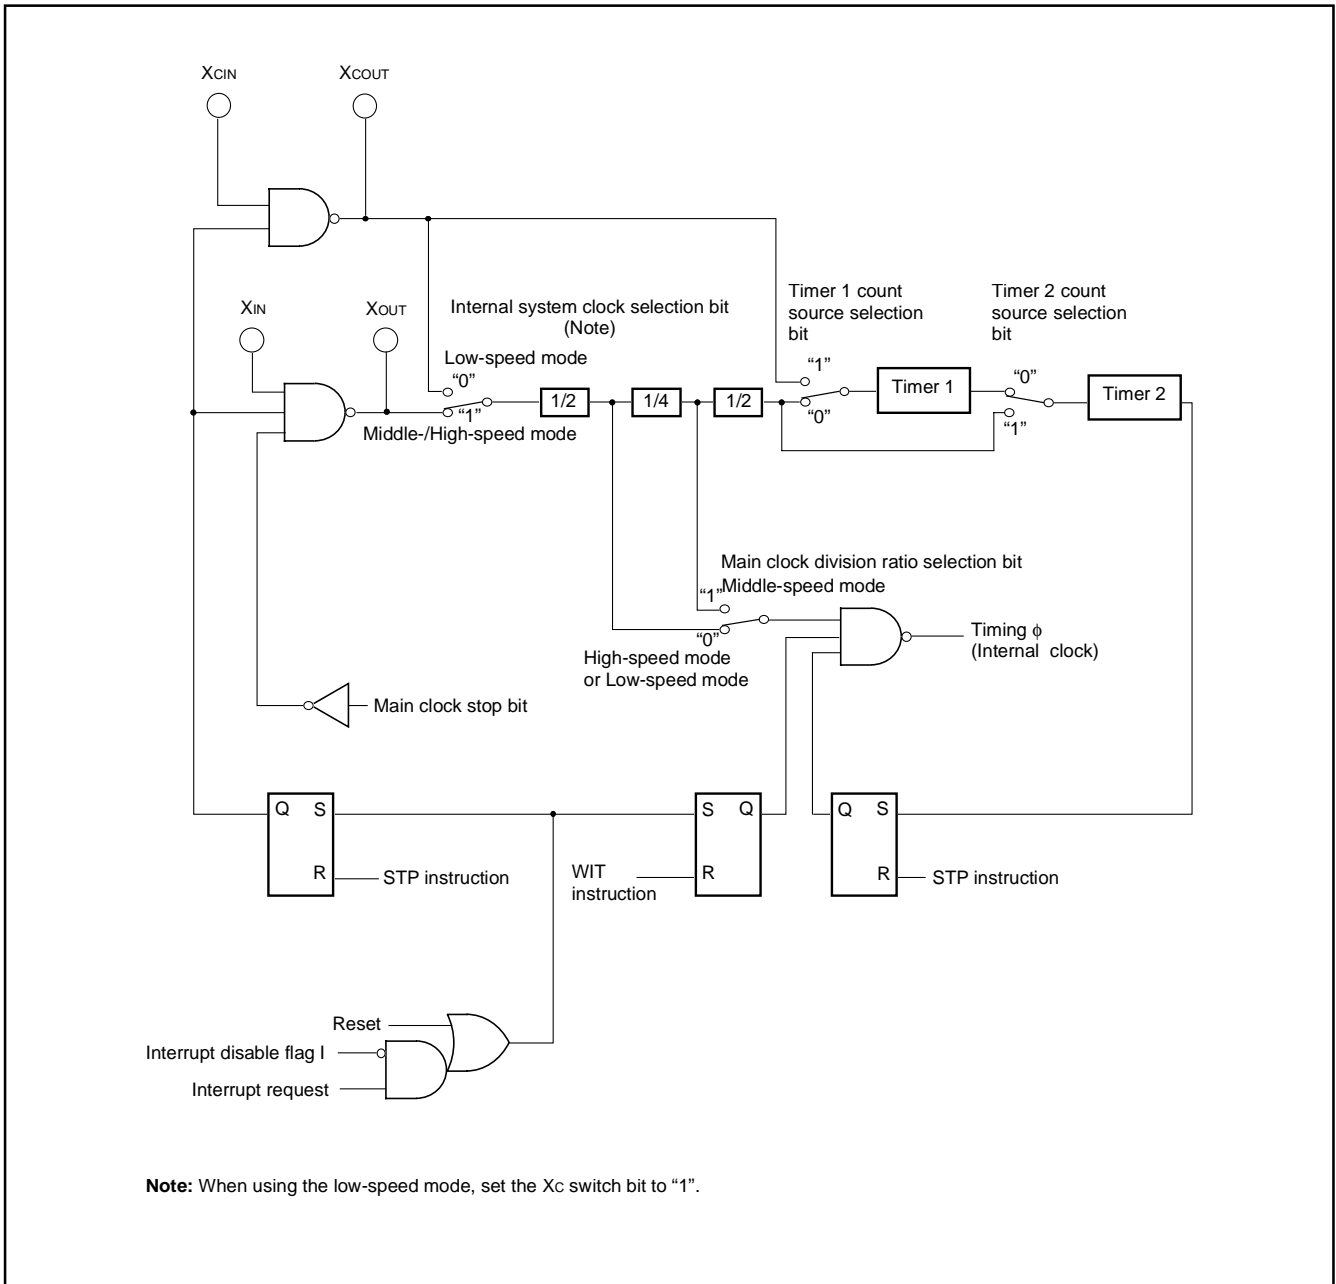 XCIN
XCOUT
XIN
XOUT
Internal system clock selection bit
(Note)
Low-speed mode
“0”
“1”
Middle-/High-speed mode
1/2
1/4
1/2
Timer 1 count
source selection
bit
“1”
“0”
Timer 1
Timer 2 count
source selection
bit
“0”
“1”
Timer 2
Main clock division ratio selection bit
Middle-speed mode
“1”
“0”
High-speed mode
or Low-speed mode
Timing ϕ
(Internal clock)
Main clock stop bit
Q S
R
STP instruction
S Q
R
WIT
instruction
Q S
R
STP instruction
Reset
Interrupt disable flag I
Interrupt request
Note: When using the low-speed mode, set the XC switch bit to “1”.